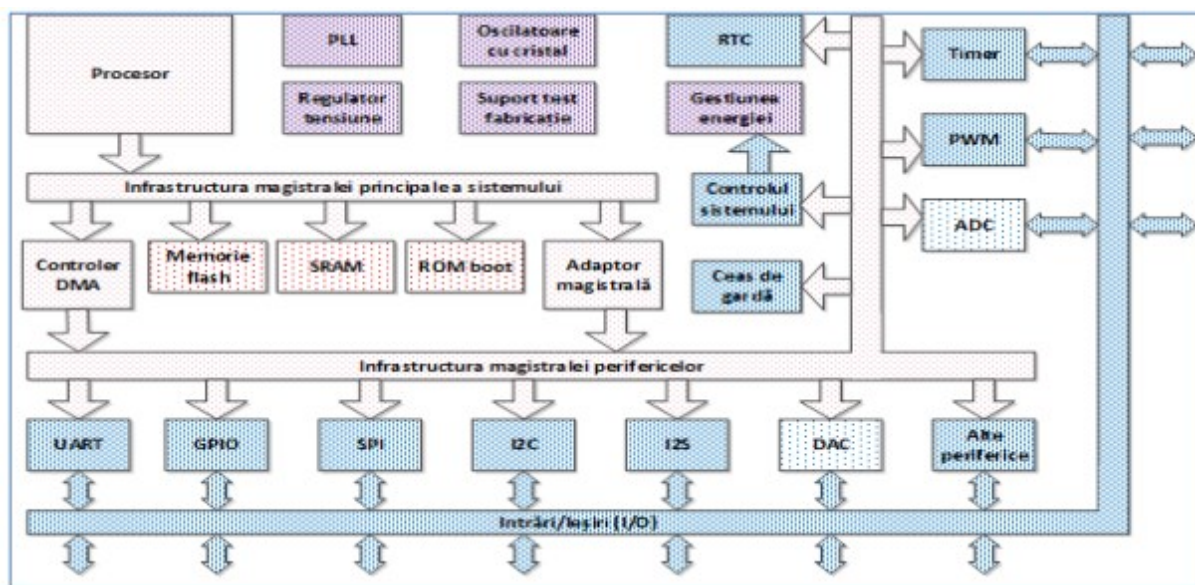 Procesor
PLL
Oscilatoare
cu cristal
RTC
Timer
Regulator
tensiune
Suport test
fabricație
Gestiunea
energiei
PWM
Infrastructura magistralei principale a sistemului
Controlul
sistemului
ADC
Controler
DMA
Memorie
flash
SRAM
ROM boot
Adaptor
magistrală
Ceas de
gardă
Infrastructura magistralei perifericelor
UART
GPIO
SPI
I2C
I2S
DAC
Alte
periferice
Intrări/Ieșiri (I/O)